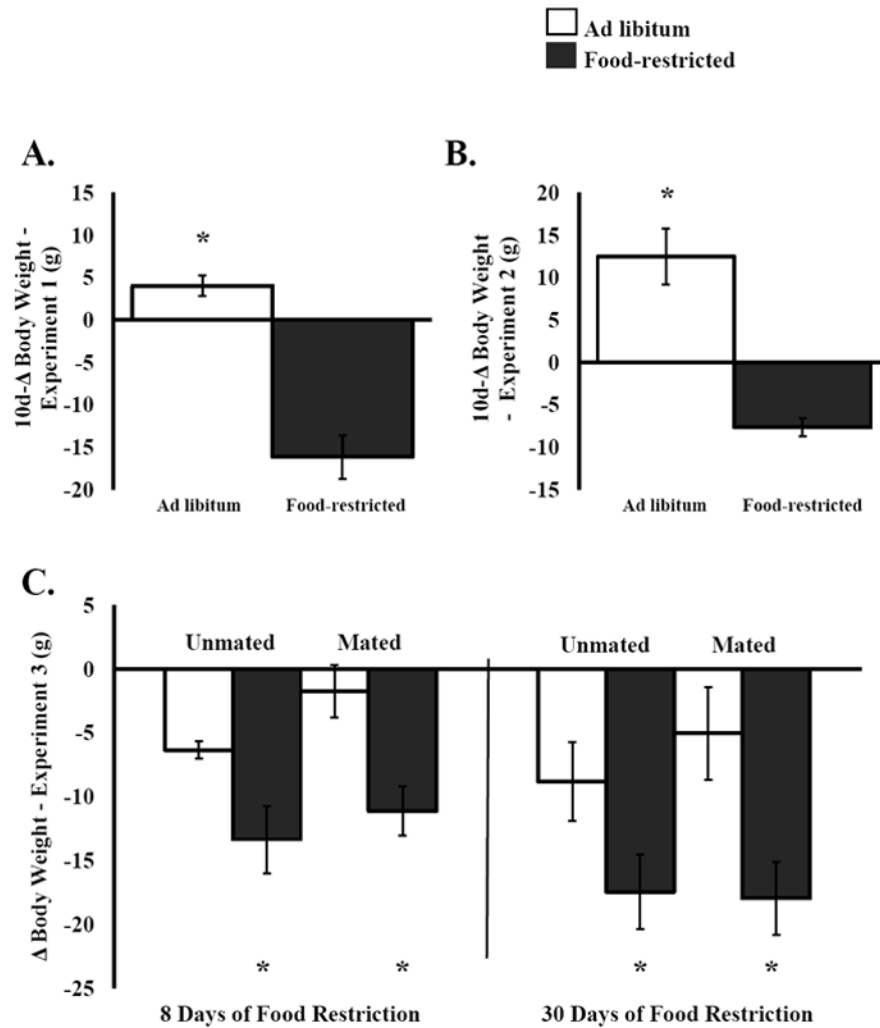 Ad libitum
Food-restricted
A.
10d-Δ Body Weight -
Experiment 1 (g)
15
10
5
0
-5
-10
-15
-20
*
Ad libitum
Food-restricted
B.
10d-Δ Body Weight
- Experiment 2 (g)
20
15
10
5
0
-5
-10
-15
*
Ad libitum
Food-restricted
C.
Δ Body Weight - Experiment 3 (g)
5
0
-5
-10
-15
-20
-25
Unmated
Mated
Unmated
Mated
*
*
*
*
8 Days of Food Restriction
30 Days of Food Restriction